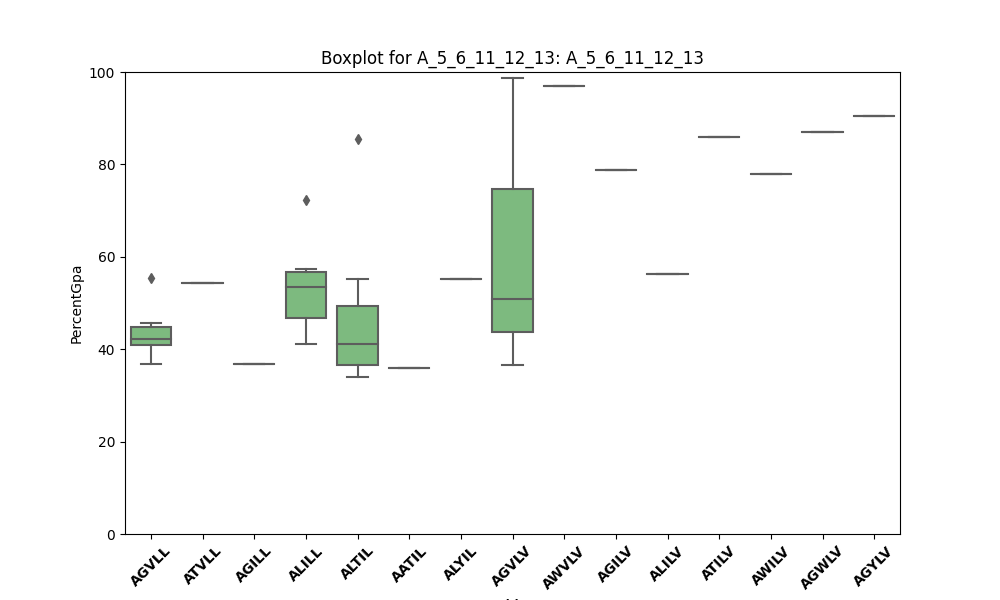 Boxplot for A_5_6_11_12_13: A_5_6_11_12_13
100
80
60
40
20
0
PercentGpa
AGVLL ATVLL AGILL ALILL ALTIL AATIL ALYIL AGVLV AWVLV AGILV ALILV ATILV AWILV AGWLV AGYLV